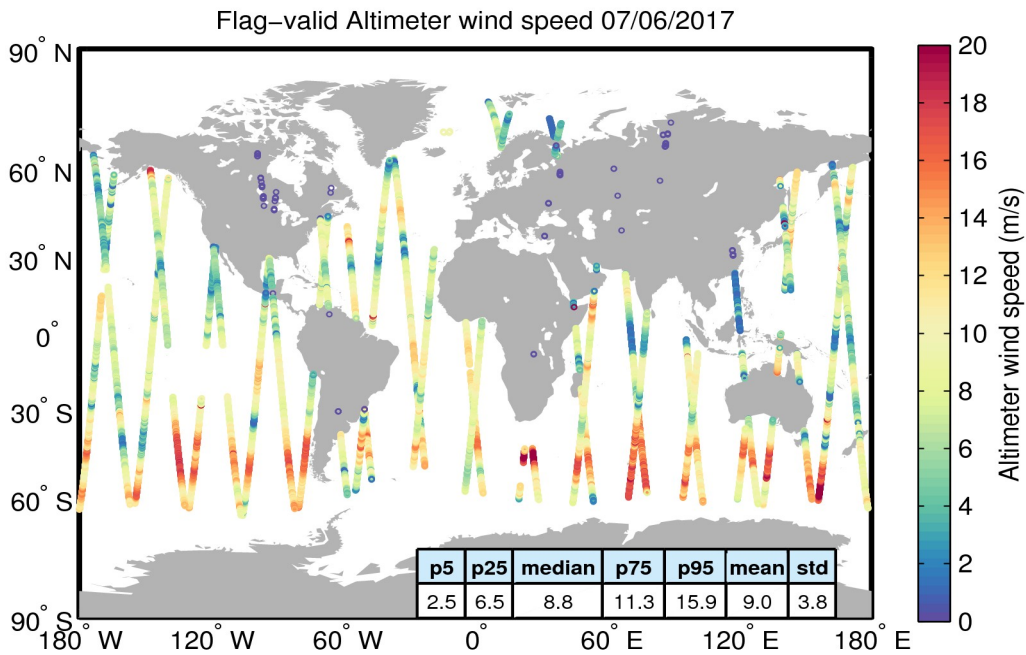 Flag-valid Altimeter wind speed 07/06/2017
90° N
60° N
30° N
0°
30° S
60° S
90° S
180° W
120° W
60° W
0°
60° E
120° E
180° E
p5 p25 median p75 p95 mean std
2.5 6.5 8.8 11.3 15.9 9.0 3.8
20
18
16
14
12
10
8
6
4
2
0
Altimeter wind speed (m/s)